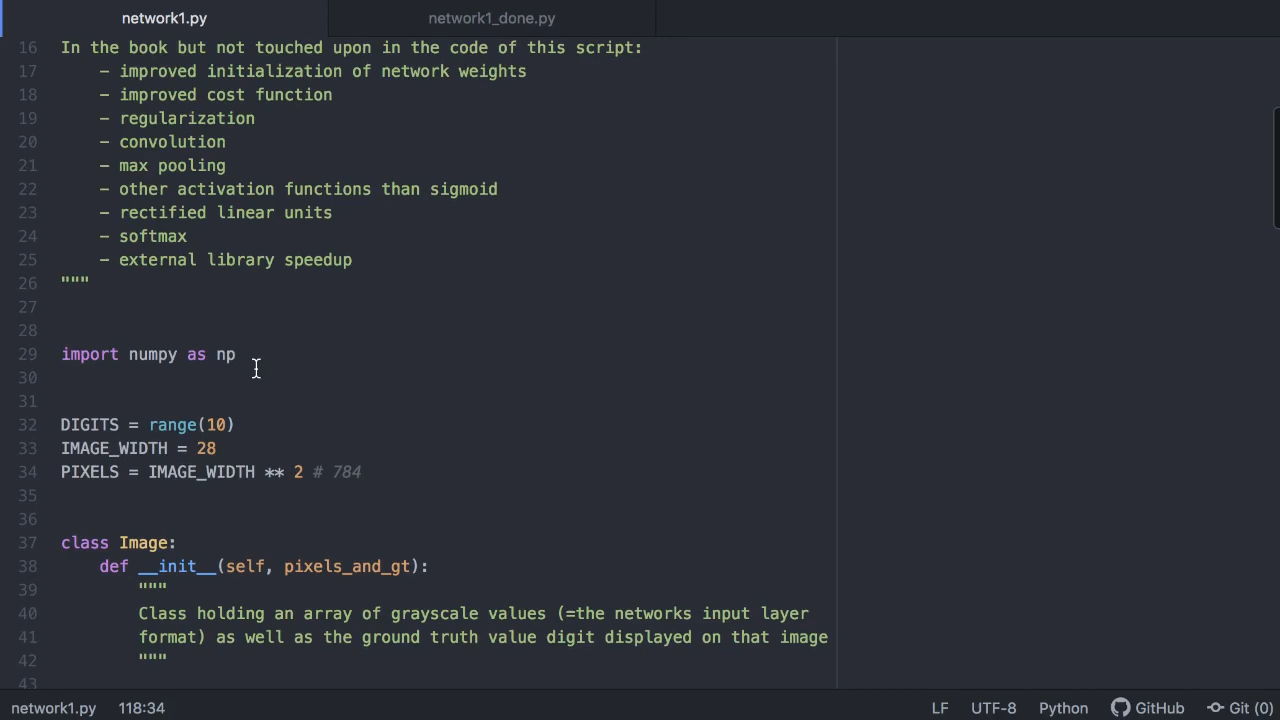 network1.py network1_done.py
16 In the book but not touched upon in the code of this script:
17 - improved initialization of network weights
18 - improved cost function
19 - regularization
20 - convolution
21 - max pooling
22 - other activation functions than sigmoid
23 - rectified linear units
24 - softmax
25 - external library speedup
26 """
27
28
29 import numpy as np
30
31
32 DIGITS = range(10)
33 IMAGE_WIDTH = 28
34 PIXELS = IMAGE_WIDTH ** 2 # 784
35
36
37 class Image:
38 def __init__(self, pixels_and_gt):
39 """
40 Class holding an array of grayscale values (=the networks input layer
41 format) as well as the ground truth value digit displayed on that image
42 """
43
network1.py 118:34 LF UTF-8 Python GitHub Git (0)